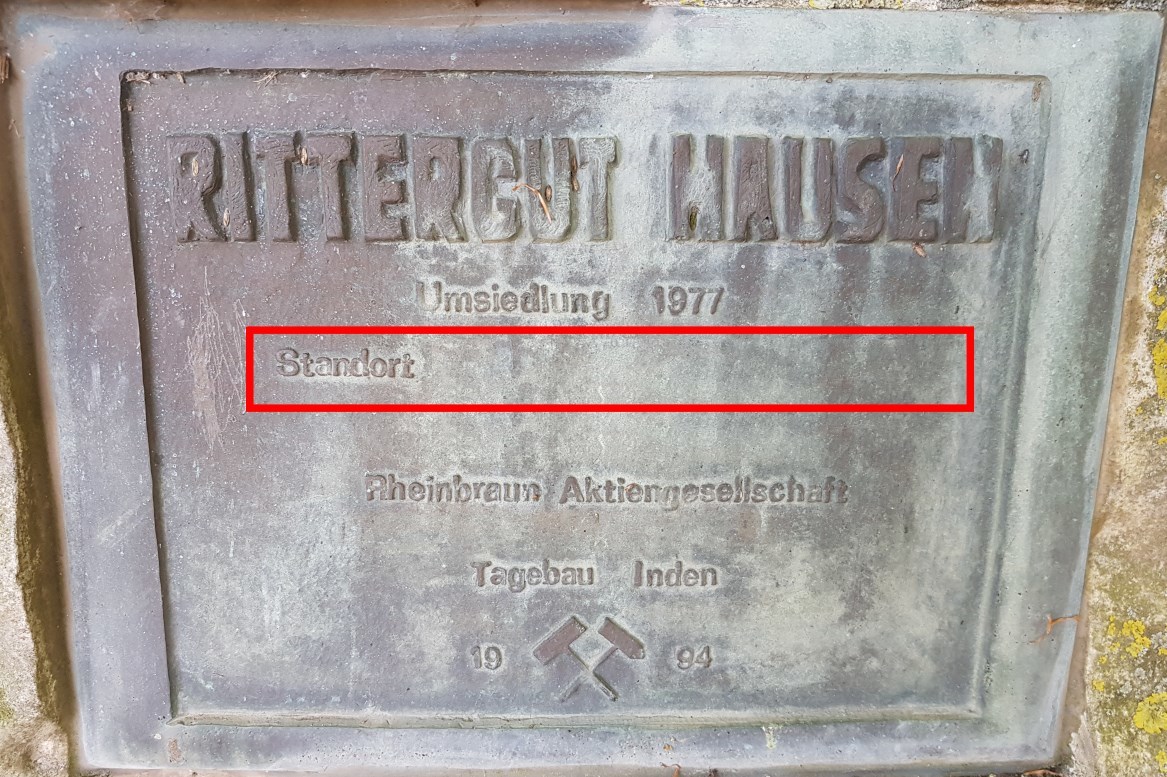 RITTERGUT HAUSEN
Umsiedlung 1977
Standort
Rheinbraun Aktiengesellschaft
Tagebau Inden
19 94